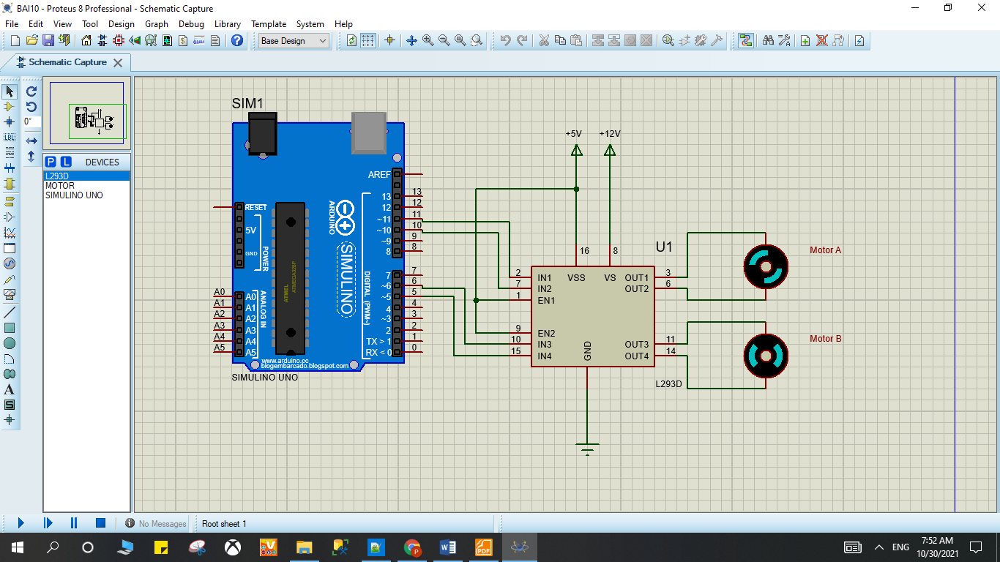 BAI10 - Proteus 8 Professional - Schematic Capture
File Edit View Tool Design Graph Debug Library Template System Help
Base Design
Schematic Capture
0°
P L DEVICES
L293D
MOTOR
SIMULINO UNO
SIM1
AREF
13 13
12 12
~11 11
~10 10
~9 9
8 8
7 7
~6 6
~5 5
4 4
~3 3
2 2
TX > 1 1
RX < 0 0
RESET
5V
GND
POWER
A0 A0
A1 A1
A2 A2
A3 A3
A4 A4
A5 A5
ANALOG IN
ATMEL
ATMEGA328P
ARDUINO
SIMULINO
DIGITAL (PWM~)
www.arduino.cc
blogembarcado.blogspot.com
SIMULINO UNO
+5V +12V
16 8
U1
2 IN1 VSS VS OUT1 3
7 IN2 OUT2 6
1 EN1
9 EN2
10 IN3 OUT3 11
15 IN4 GND OUT4 14
L293D
Motor A
Motor B
No Messages Root sheet 1
ENG
7:52 AM
10/30/2021